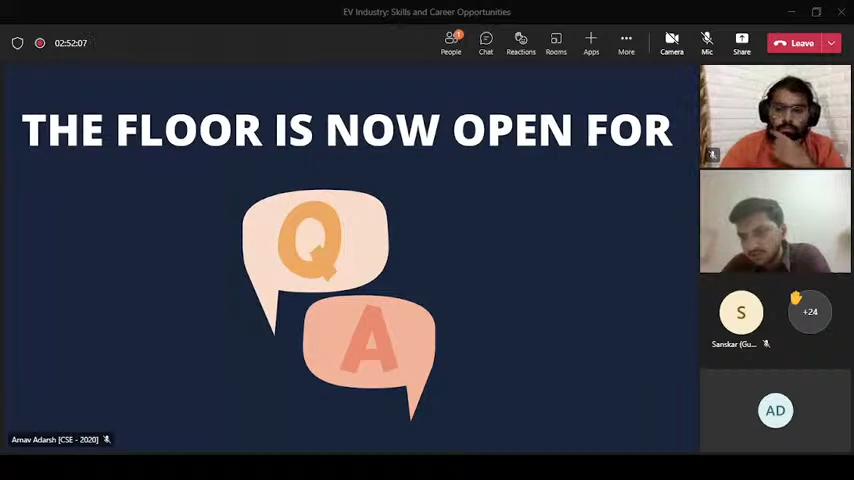 EV Industry: Skills and Career Opportunities
02:52:07
1
People
Chat
Reactions
Rooms
Apps
More
Camera
Mic
Share
Leave
THE FLOOR IS NOW OPEN FOR
Q
A
S
+24
Sanskar (Gu...
AD
Arnav Adarsh [CSE - 2020]